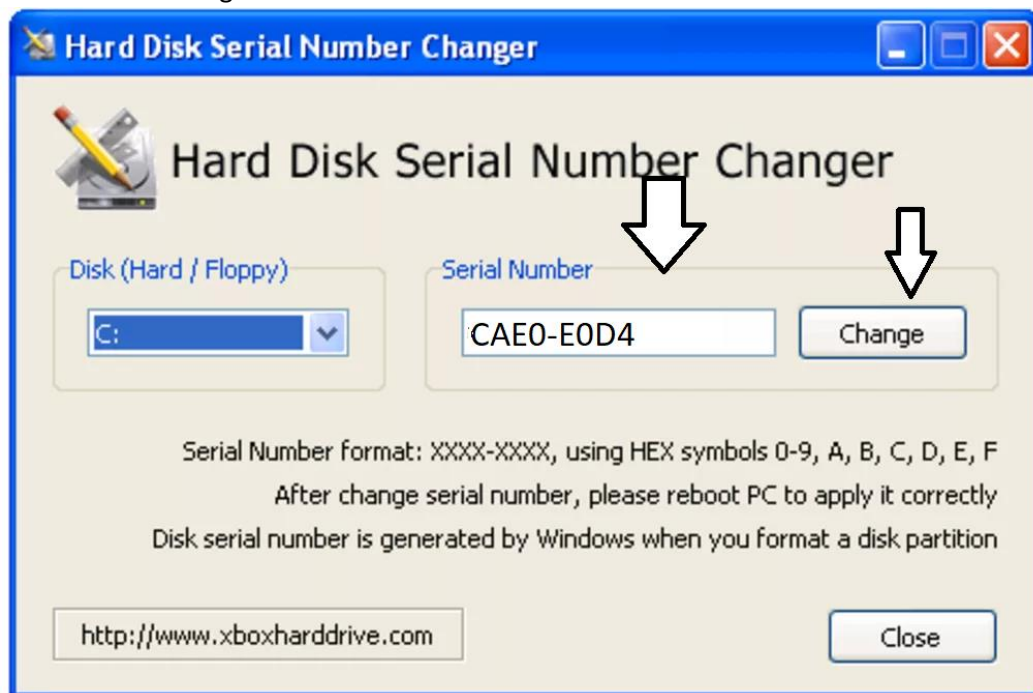 Hard Disk Serial Number Changer
Hard Disk Serial Number Changer
Disk (Hard / Floppy)
Serial Number
C:
CAE0-E0D4
Change
Serial Number format: XXXX-XXXX, using HEX symbols 0-9, A, B, C, D, E, F
After change serial number, please reboot PC to apply it correctly
Disk serial number is generated by Windows when you format a disk partition
http://www.xboxharddrive.com
Close